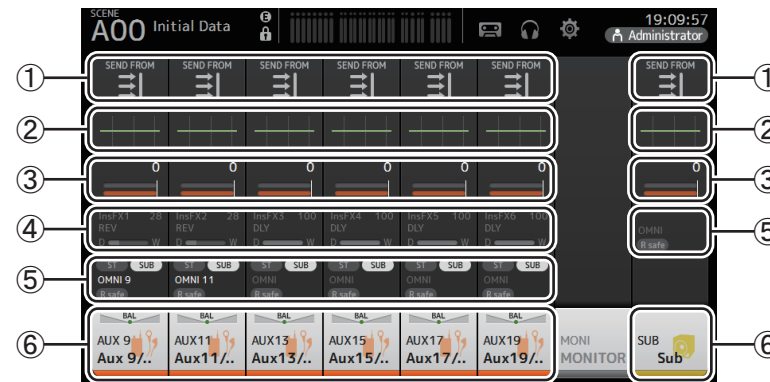 SCENE
A00 Initial Data E 19:09:57
Administrator
① SEND FROM SEND FROM SEND FROM SEND FROM SEND FROM SEND FROM SEND FROM ①
② ②
③ 0 0 0 0 0 0 0 ③
④ InsFX1 28 InsFX2 28 InsFX3 100 InsFX4 100 InsFX5 100 InsFX6 100
REV REV DLY DLY DLY DLY OMNI ⑤
D W D W D W D W D W D W R safe
ST SUB ST SUB ST SUB ST SUB ST SUB ST SUB
⑤ OMNI 9 OMNI 11 OMNI OMNI OMNI OMNI
R safe R safe R safe R safe R safe R safe
BAL BAL BAL BAL BAL BAL
⑥ AUX 9 AUX11 AUX13 AUX15 AUX17 AUX19 MONI SUB ⑥
Aux 9/.. Aux11/.. Aux13/.. Aux15/.. Aux17/.. Aux19/.. MONITOR Sub